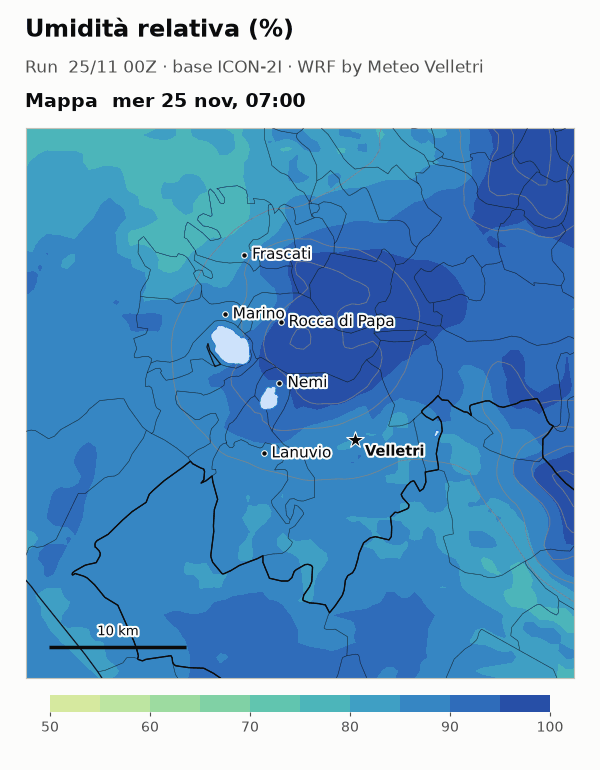 Umidità relativa (%)
Run 25/11 00Z · base ICON-2I · WRF by Meteo Velletri
Mappa mer 25 nov, 07:00
Frascati
Marino
Rocca di Papa
Nemi
Velletri
Lanuvio
10 km
50 60 70 80 90 100